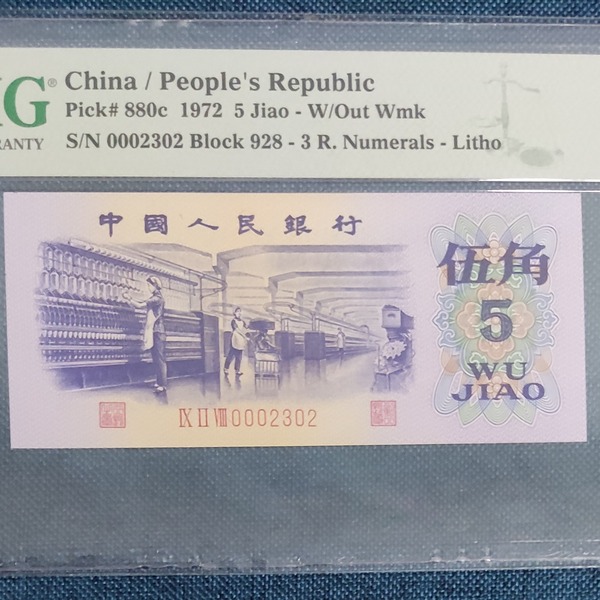 China / People's Republic
Pick# 880c 1972 5 Jiao - W/Out Wmk
S/N 0002302 Block 928 - 3 R. Numerals - Litho
中國人民銀行
伍角
5
WU
JIAO
IX II VIII 0002302